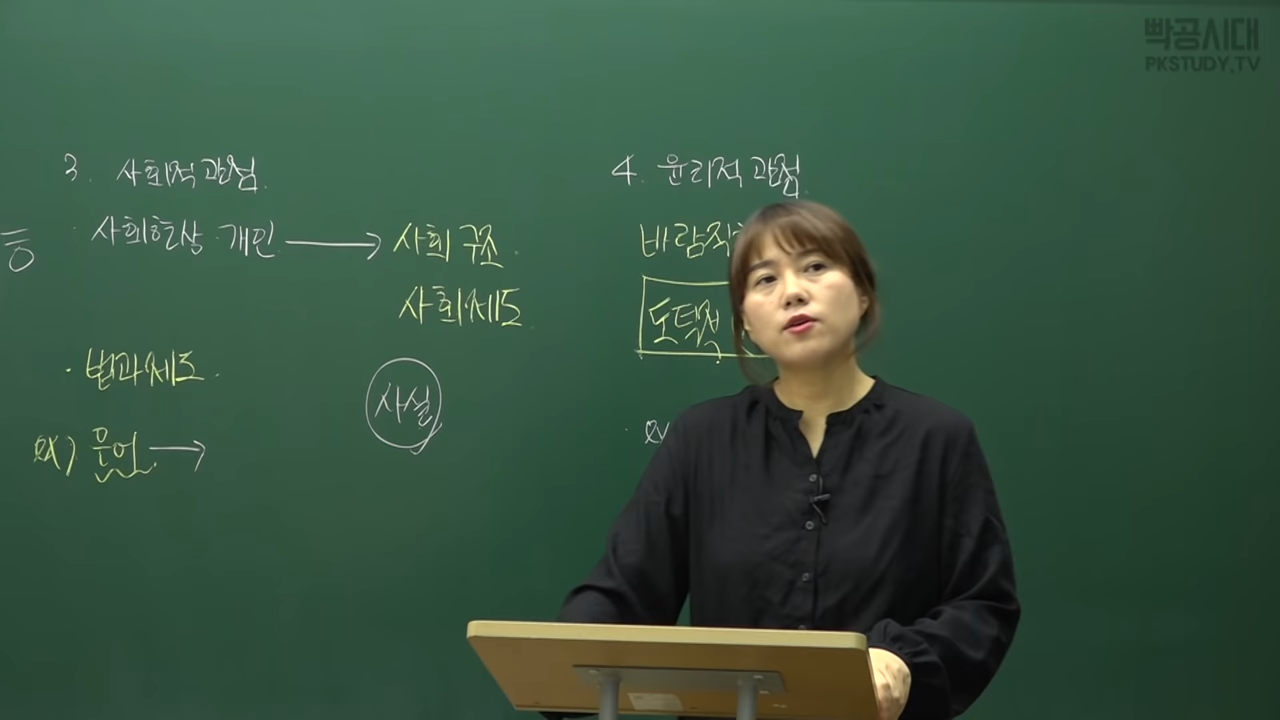 빡공시대
PKSTUDY.TV
3. 사회적 관점.
사회현상 개인 → 사회 구조.
사회제도.
· 법과 제도.
사실
ex)
→
4. 윤리적 관점.
바람직
도덕적
ex